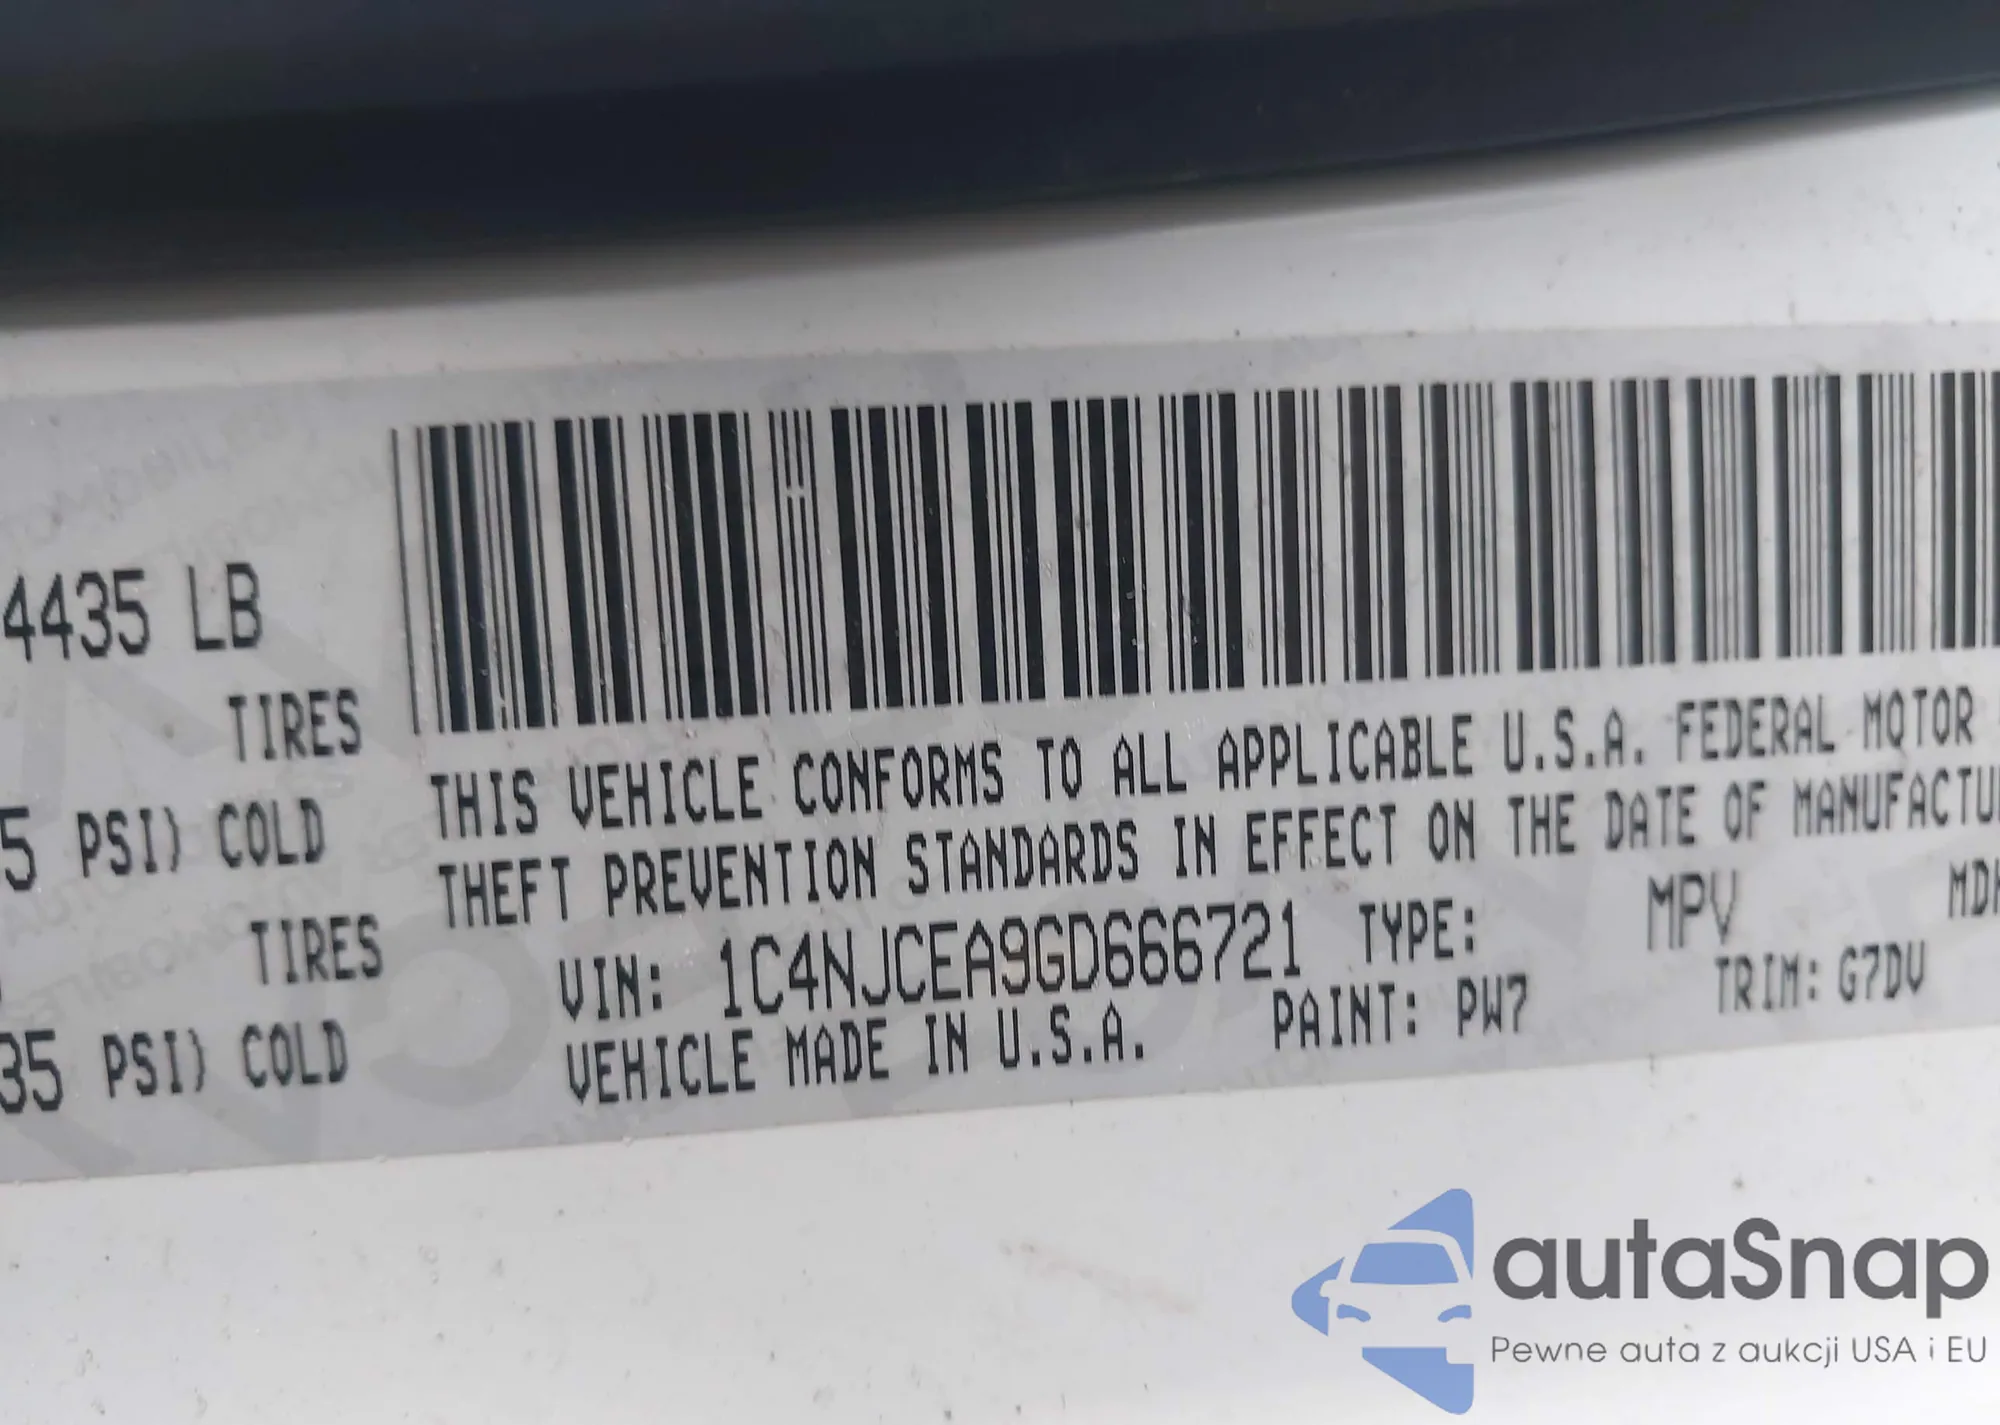 4435 LB
TIRES
5 PSI) COLD
TIRES
35 PSI) COLD
THIS VEHICLE CONFORMS TO ALL APPLICABLE U.S.A. FEDERAL MOTOR
THEFT PREVENTION STANDARDS IN EFFECT ON THE DATE OF MANUFACTU
VIN: 1C4NJCEA9GD666721 TYPE: MPV MDH
VEHICLE MADE IN U.S.A. PAINT: PW7 TRIM: G7DV
autaSnap
Pewne auta z aukcji USA i EU